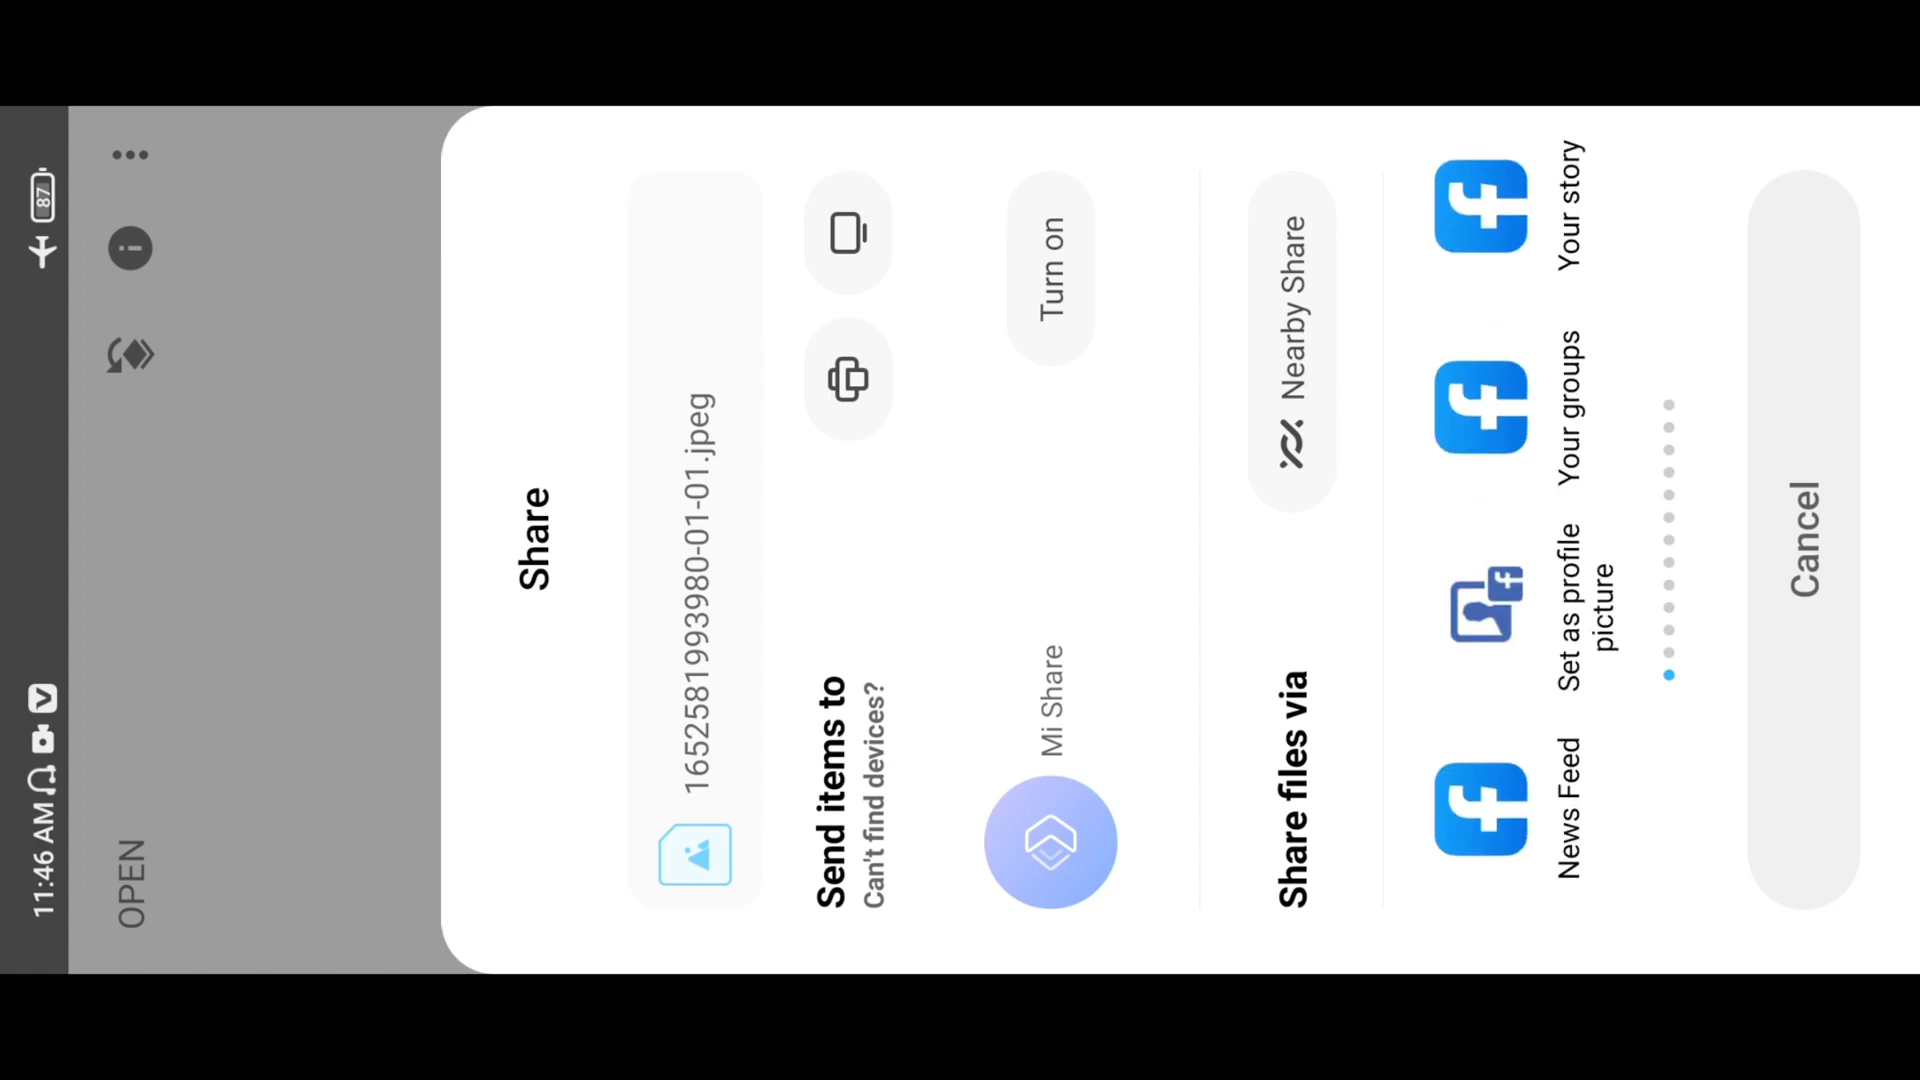 11:46 AM
87
OPEN
Share
1652581993980-01-01.jpeg
Send items to
Can't find devices?
Mi Share
Turn on
Share files via
Nearby Share
News Feed
Set as profile
picture
Your groups
Your story
Cancel